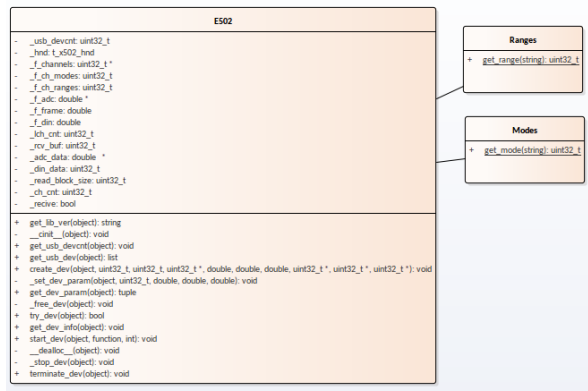 E502
- _usb_devcnt: uint32_t
- _hnd: t_x502_hnd
- _f_channels: uint32_t *
- _f_ch_modes: uint32_t
- _f_ch_ranges: uint32_t
- _f_adc: double *
- _f_frame: double
- _f_din: double
- _lch_cnt: uint32_t
- _rcv_buf: uint32_t
- _adc_data: double *
- _din_data: uint32_t
- _read_block_size: uint32_t
- _ch_cnt: uint32_t
- _recive: bool
+ get_lib_ver(object): string
- __cinit__(object): void
+ get_usb_devcnt(object): void
+ get_usb_dev(object): list
+ create_dev(object, uint32_t, uint32_t, uint32_t *, double, double, double, uint32_t *, uint32_t *, uint32_t *): void
- _set_dev_param(object, uint32_t, double, double, double): void
+ get_dev_param(object): tuple
- _free_dev(object): void
+ try_dev(object): bool
+ get_dev_info(object): void
+ start_dev(object, function, int): void
- __dealloc__(object): void
- _stop_dev(object): void
+ terminate_dev(object): void
Ranges
+ get_range(string): uint32_t
Modes
+ get_mode(string): uint32_t